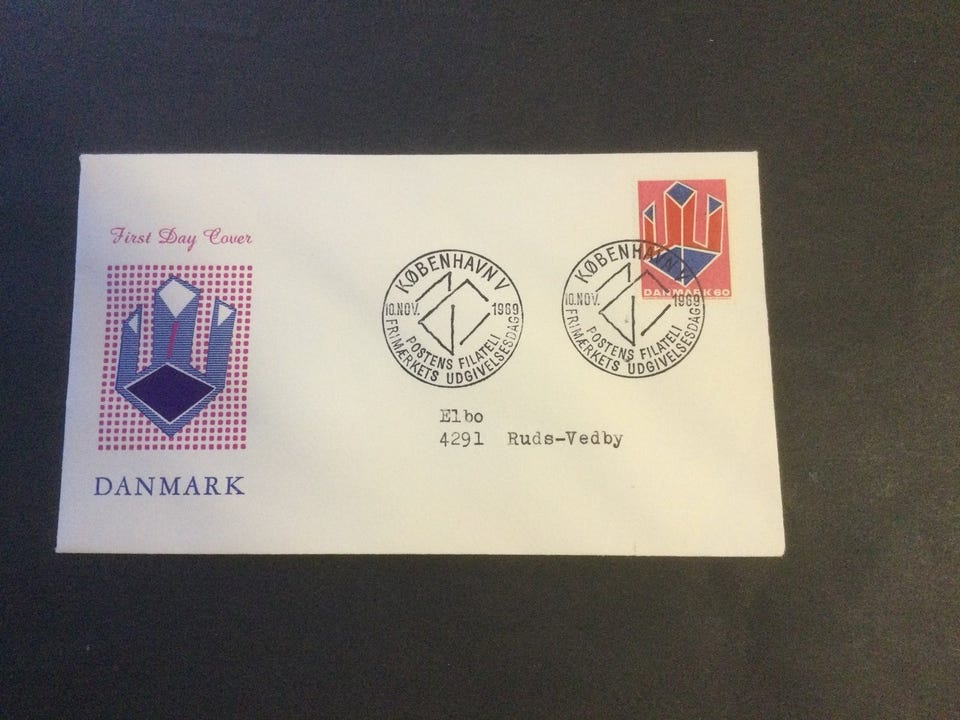 First Day Cover
DANMARK
KØBENHAVN V
10.NOV. 1969
POSTENS FILATELI
FRIMÆRKETS UDGIVELSESDAG
KØBENHAVN V
10.NOV. 1969
POSTENS FILATELI
FRIMÆRKETS UDGIVELSESDAG
DANMARK 60
Elbo
4291 Ruds-Vedby